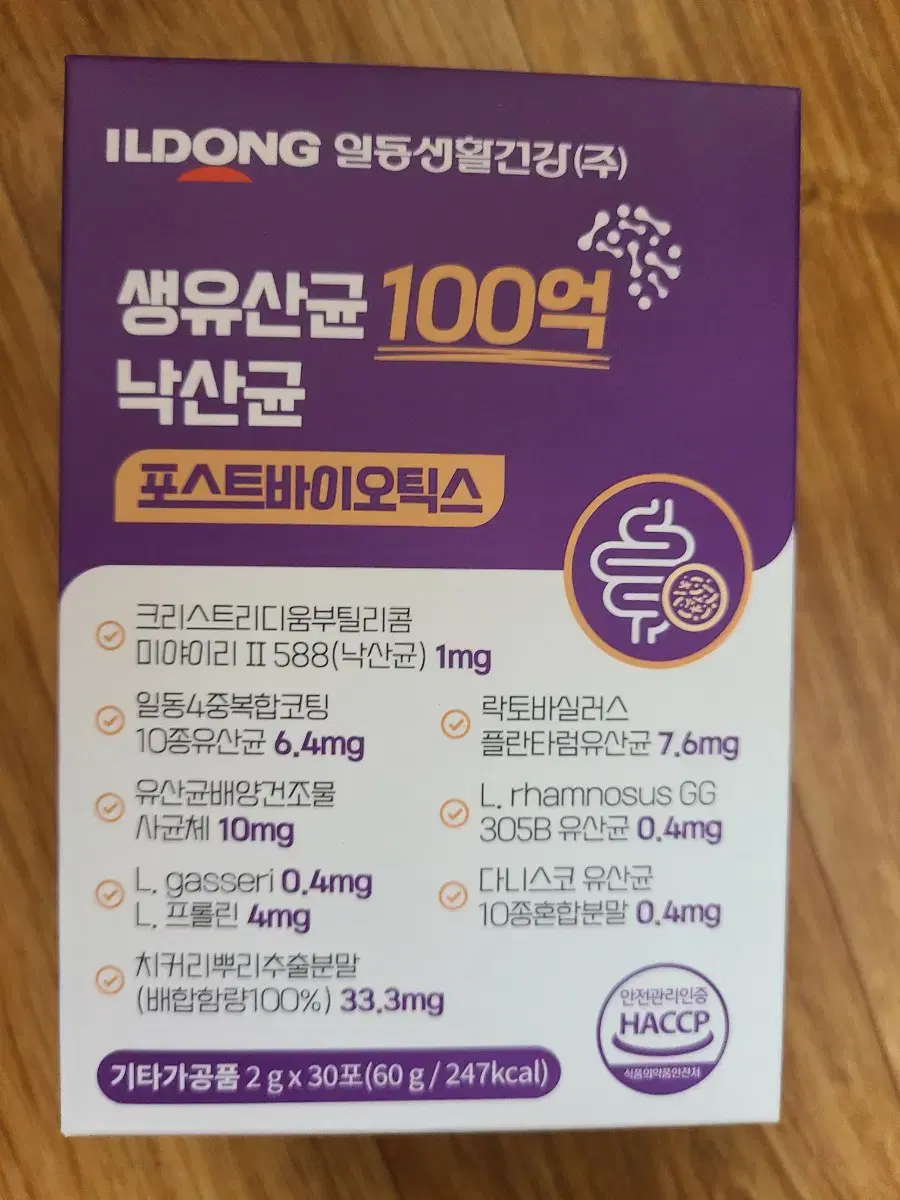 ILDONG 일동생활건강(주)
생유산균 100억
낙산균
포스트바이오틱스
크리스트리디움부틸리콤
미야이리 II 588(낙산균) 1mg
일동4중복합코팅
10종유산균 6.4mg
락토바실러스
플란타럼유산균 7.6mg
유산균배양건조물
사균체 10mg
L. rhamnosus GG
305B 유산균 0.4mg
L. gasseri 0.4mg
L. 프롤린 4mg
다니스코 유산균
10종혼합분말 0.4mg
치커리뿌리추출분말
(배합함량100%) 33.3mg
안전관리인증
HACCP
식품의약품안전처
기타가공품 2 g x 30포(60 g / 247kcal)